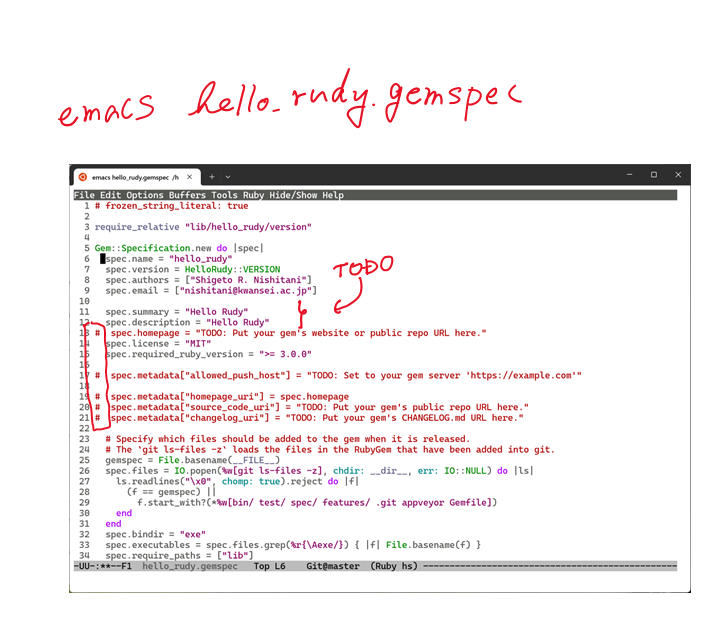 emacs hello_rudy.gemspec
emacs hello_rudy.gemspec /h × + ⌄ − □ ×
File Edit Options Buffers Tools Ruby Hide/Show Help
1 # frozen_string_literal: true
2
3 require_relative "lib/hello_rudy/version"
4
5 Gem::Specification.new do |spec|
6   spec.name = "hello_rudy"
7   spec.version = HelloRudy::VERSION
8   spec.authors = ["Shigeto R. Nishitani"]
9   spec.email = ["nishitani@kwansei.ac.jp"]
TODO
10
11   spec.summary = "Hello Rudy"
12   spec.description = "Hello Rudy"
13 #  spec.homepage = "TODO: Put your gem's website or public repo URL here."
14   spec.license = "MIT"
15   spec.required_ruby_version = ">= 3.0.0"
16
17 #  spec.metadata["allowed_push_host"] = "TODO: Set to your gem server 'https://example.com'"
18
19 #  spec.metadata["homepage_uri"] = spec.homepage
20 #  spec.metadata["source_code_uri"] = "TODO: Put your gem's public repo URL here."
21 #  spec.metadata["changelog_uri"] = "TODO: Put your gem's CHANGELOG.md URL here."
22
23   # Specify which files should be added to the gem when it is released.
24   # The `git ls-files -z` loads the files in the RubyGem that have been added into git.
25   gemspec = File.basename(__FILE__)
26   spec.files = IO.popen(%w[git ls-files -z], chdir: __dir__, err: IO::NULL) do |ls|
27     ls.readlines("\x0", chomp: true).reject do |f|
28       (f == gemspec) ||
29         f.start_with?(*%w[bin/ test/ spec/ features/ .git appveyor Gemfile])
30     end
31   end
32   spec.bindir = "exe"
33   spec.executables = spec.files.grep(%r{\Aexe/}) { |f| File.basename(f) }
34   spec.require_paths = ["lib"]
-UU-:**--F1  hello_rudy.gemspec   Top L6    Git@master  (Ruby hs) ------------------------------------------------